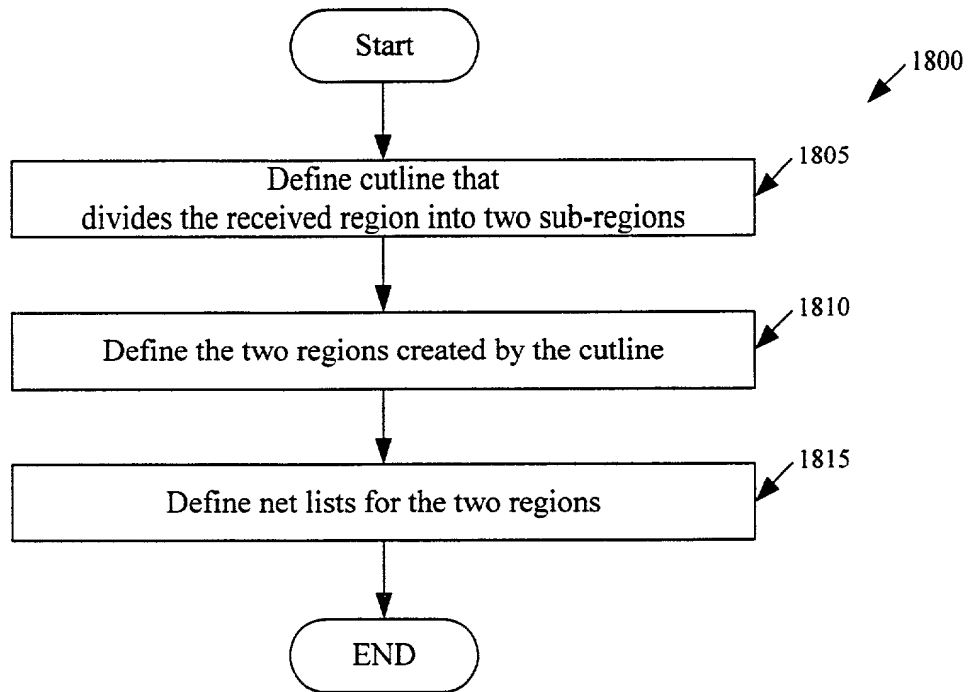 Start
1800
1805
Define cutline that
divides the received region into two sub-regions
1810
Define the two regions created by the cutline
1815
Define net lists for the two regions
END